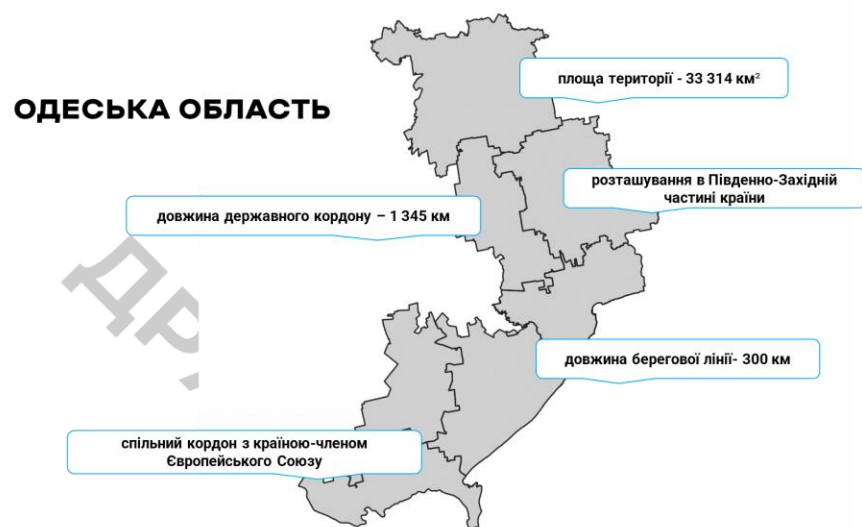 площа території - 33 314 км²
ОДЕСЬКА ОБЛАСТЬ
розташування в Південно-Західній
частині країни
довжина державного кордону – 1 345 км
довжина берегової лінії- 300 км
спільний кордон з країною-членом
Європейського Союзу